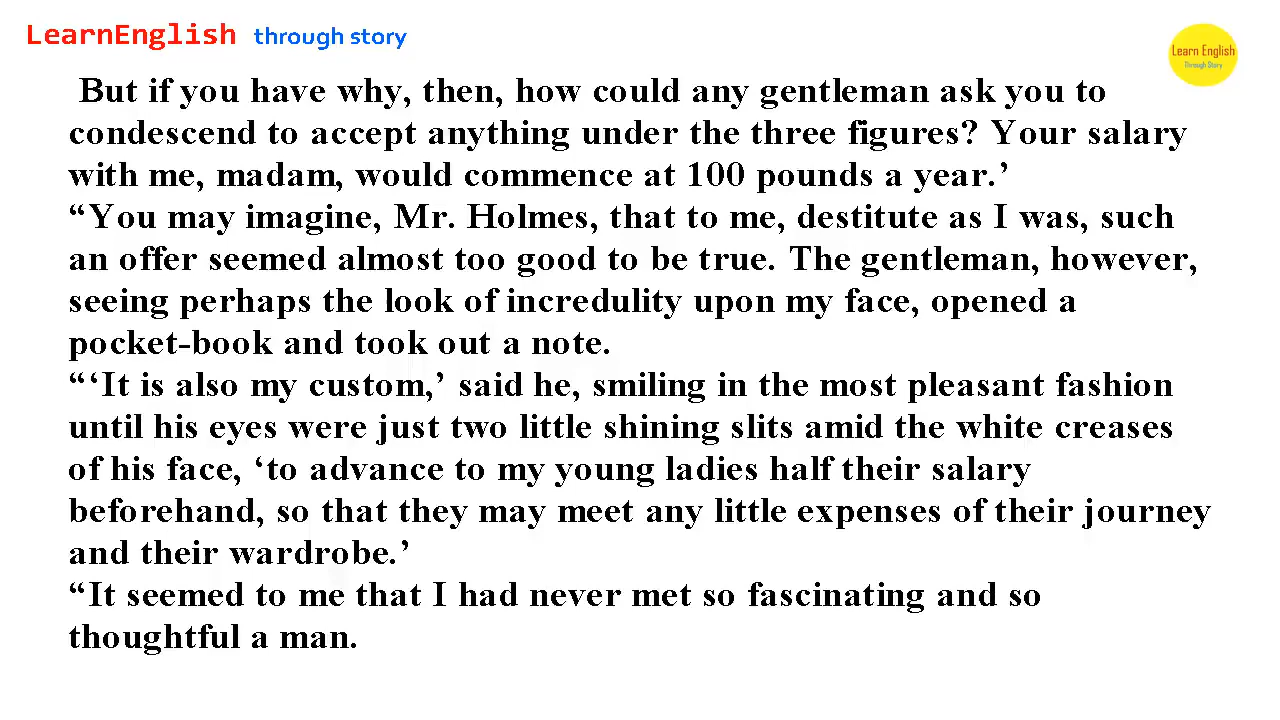 LearnEnglish through story
Learn English
Through Story
But if you have why, then, how could any gentleman ask you to
condescend to accept anything under the three figures? Your salary
with me, madam, would commence at 100 pounds a year.’
“You may imagine, Mr. Holmes, that to me, destitute as I was, such
an offer seemed almost too good to be true. The gentleman, however,
seeing perhaps the look of incredulity upon my face, opened a
pocket-book and took out a note.
“‘It is also my custom,’ said he, smiling in the most pleasant fashion
until his eyes were just two little shining slits amid the white creases
of his face, ‘to advance to my young ladies half their salary
beforehand, so that they may meet any little expenses of their journey
and their wardrobe.’
“It seemed to me that I had never met so fascinating and so
thoughtful a man.